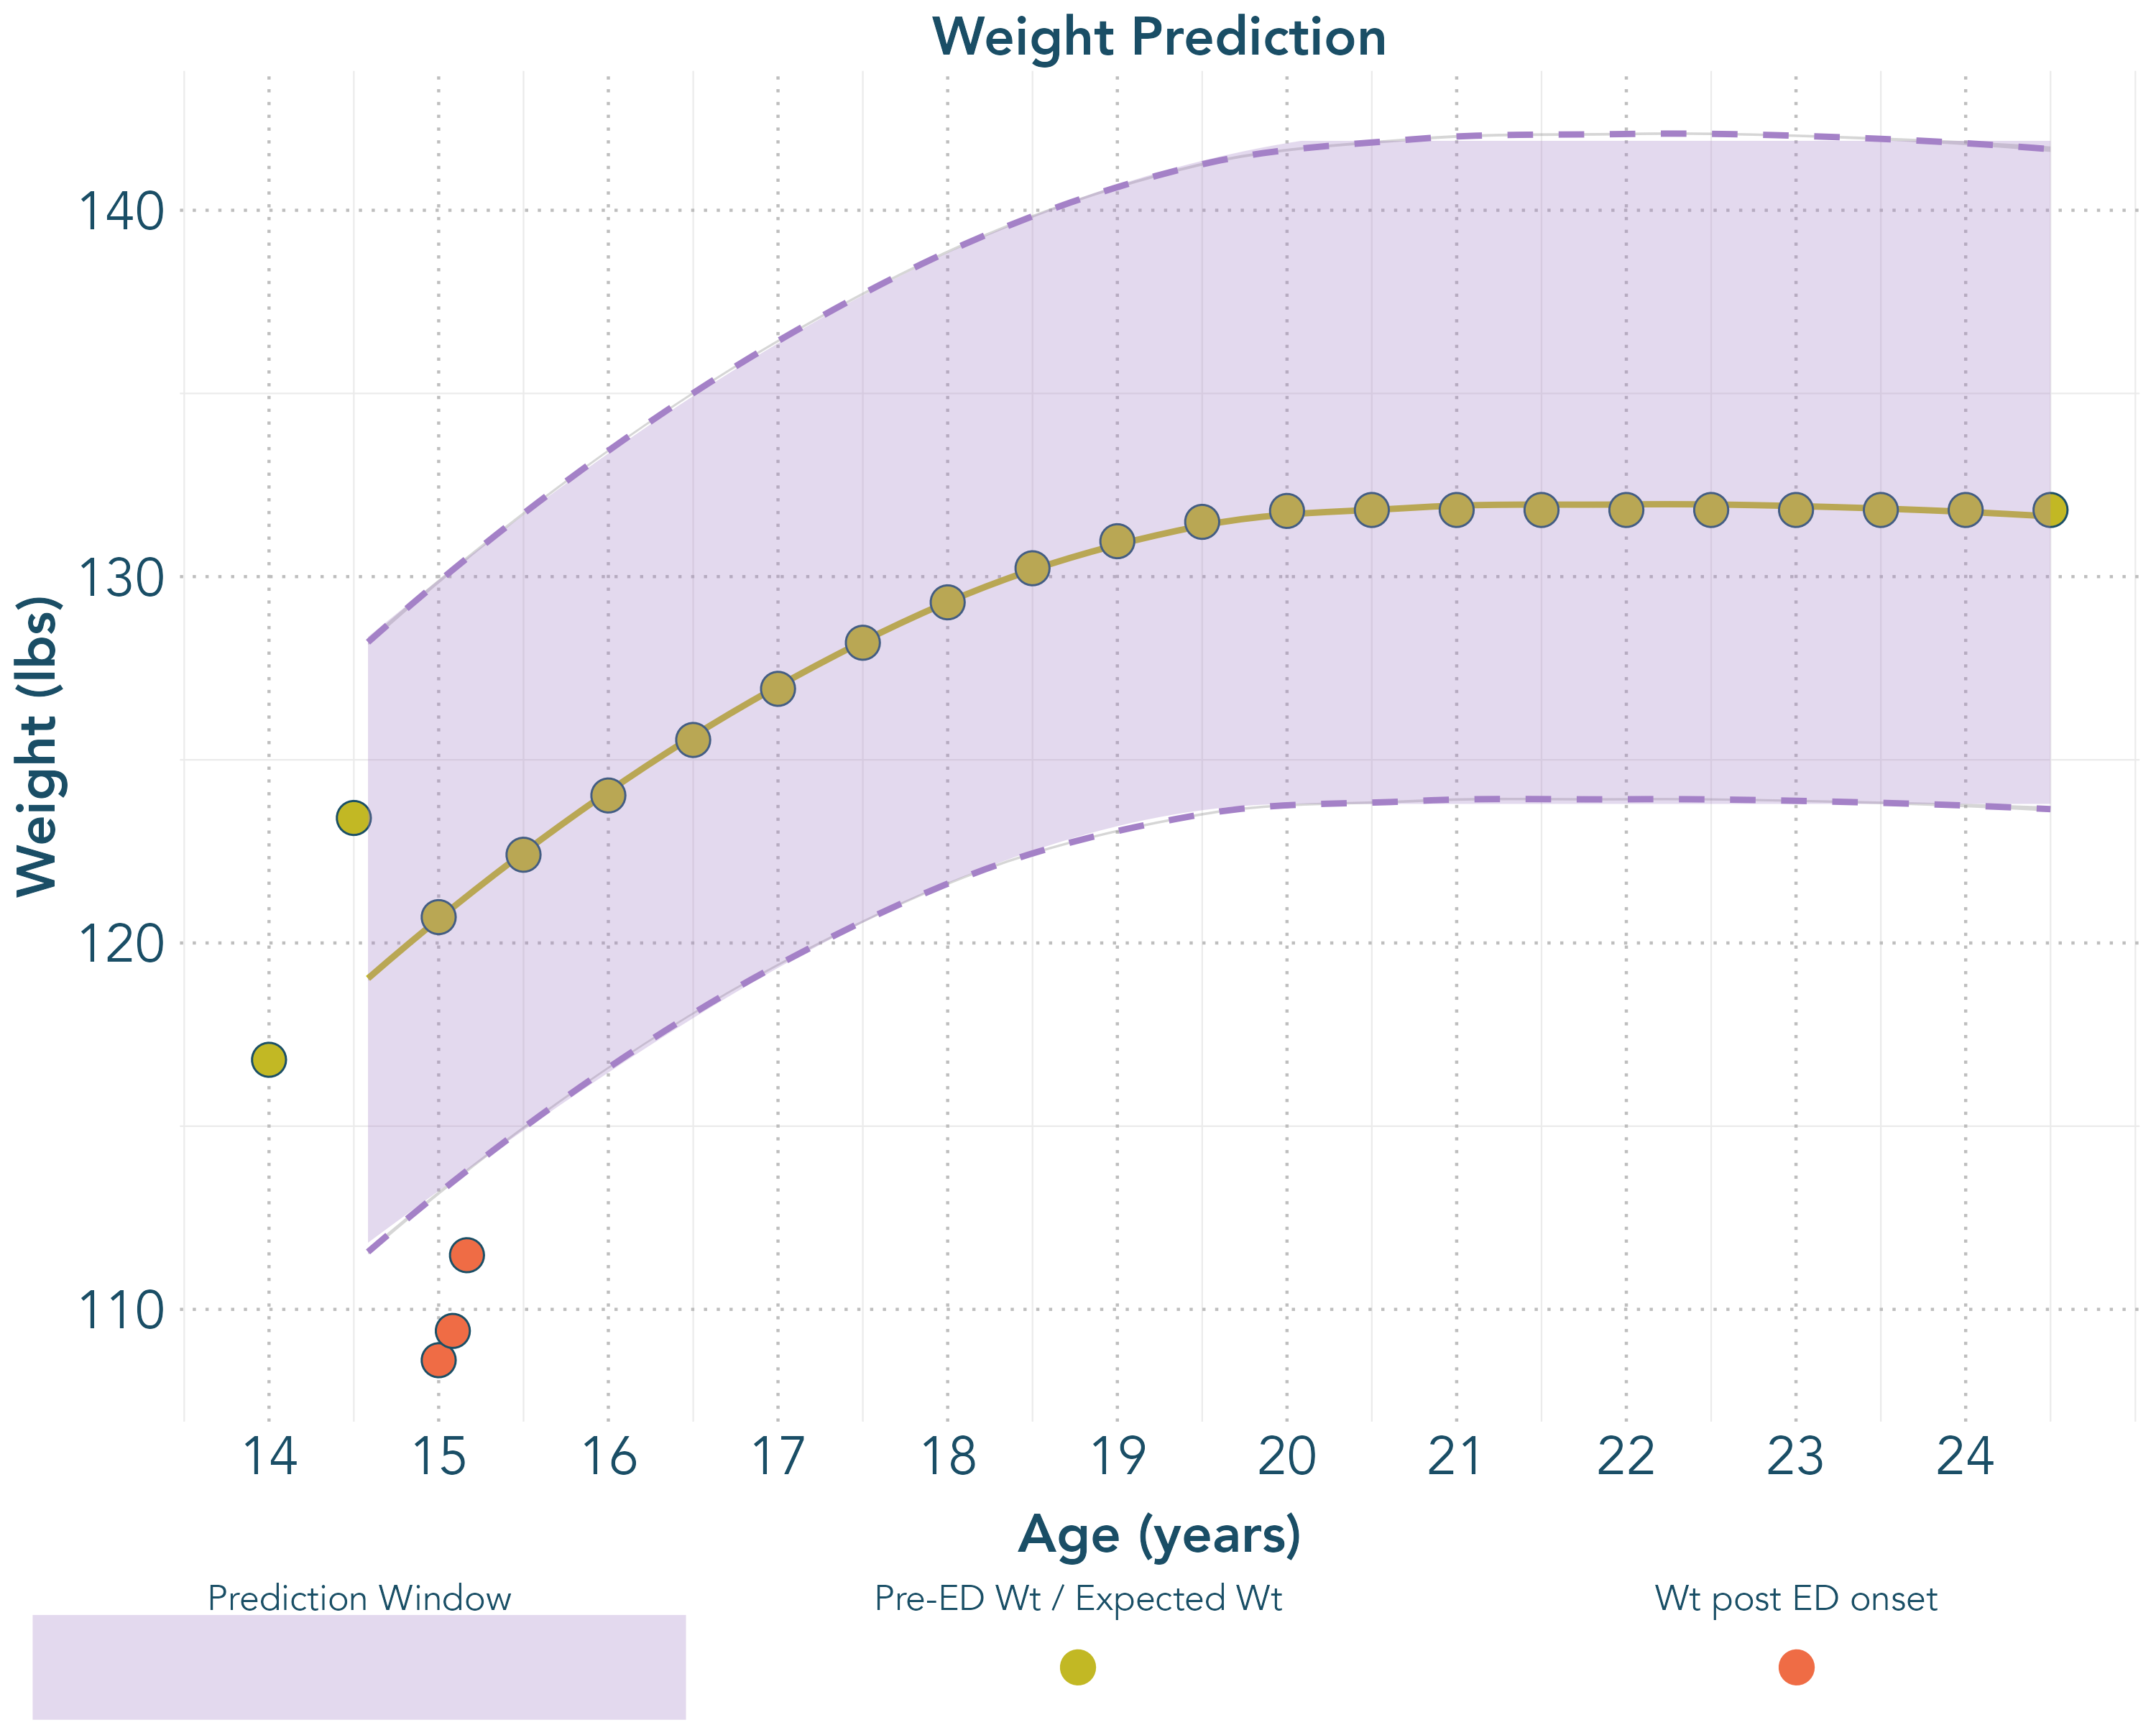 Weight Prediction
140
130
120
110
Weight (lbs)
14 15 16 17 18 19 20 21 22 23 24
Age (years)
Prediction Window
Pre-ED Wt / Expected Wt
Wt post ED onset